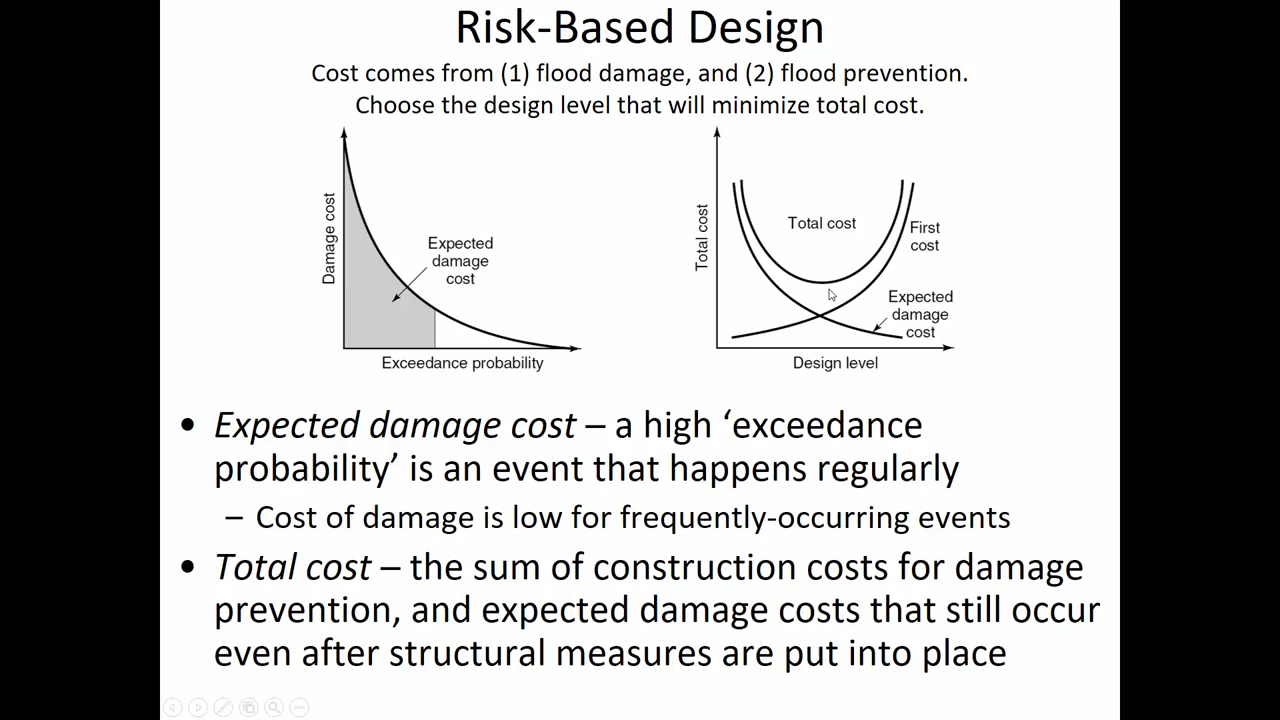 Risk-Based Design
Cost comes from (1) flood damage, and (2) flood prevention.
Choose the design level that will minimize total cost.
Damage cost
Expected
damage
cost
Exceedance probability
Total cost
Total cost
First
cost
Expected
damage
cost
Design level
• Expected damage cost – a high ‘exceedance
probability’ is an event that happens regularly
– Cost of damage is low for frequently-occurring events
• Total cost – the sum of construction costs for damage
prevention, and expected damage costs that still occur
even after structural measures are put into place